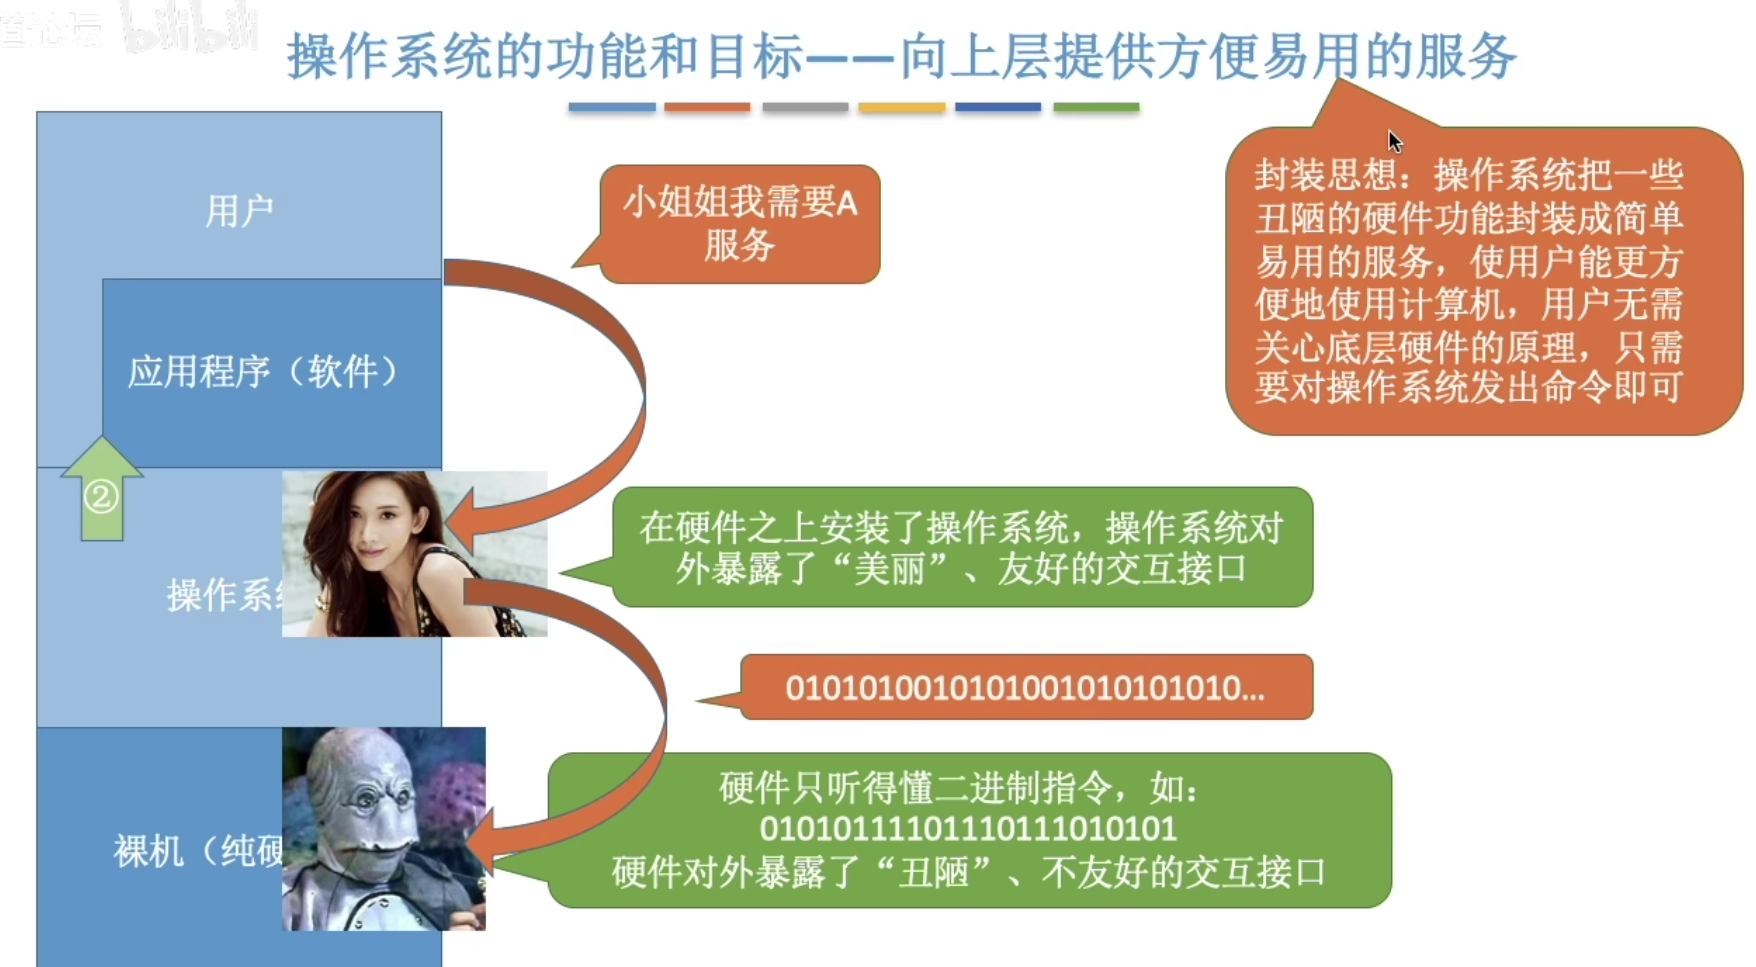 bilibili
操作系统的功能和目标——向上层提供方便易用的服务
封装思想：操作系统把一些
丑陋的硬件功能封装成简单
易用的服务，使用户能更方
便地使用计算机，用户无需
关心底层硬件的原理，只需
要对操作系统发出命令即可
小姐姐我需要A
服务
用户
应用程序（软件）
②
在硬件之上安装了操作系统，操作系统对
外暴露了“美丽”、友好的交互接口
操作系
0101010010101001010101010...
硬件只听得懂二进制指令，如：
01010111101110111010101
硬件对外暴露了“丑陋”、不友好的交互接口
裸机（纯硬